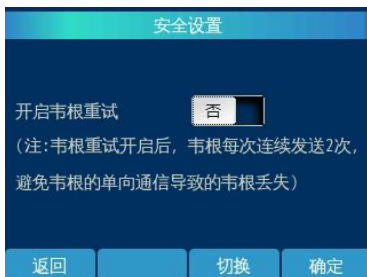 安全设置
开启韦根重试 否
(注:韦根重试开启后，韦根每次连续发送2次，
避免韦根的单向通信导致的韦根丢失)
返回 切换 确定